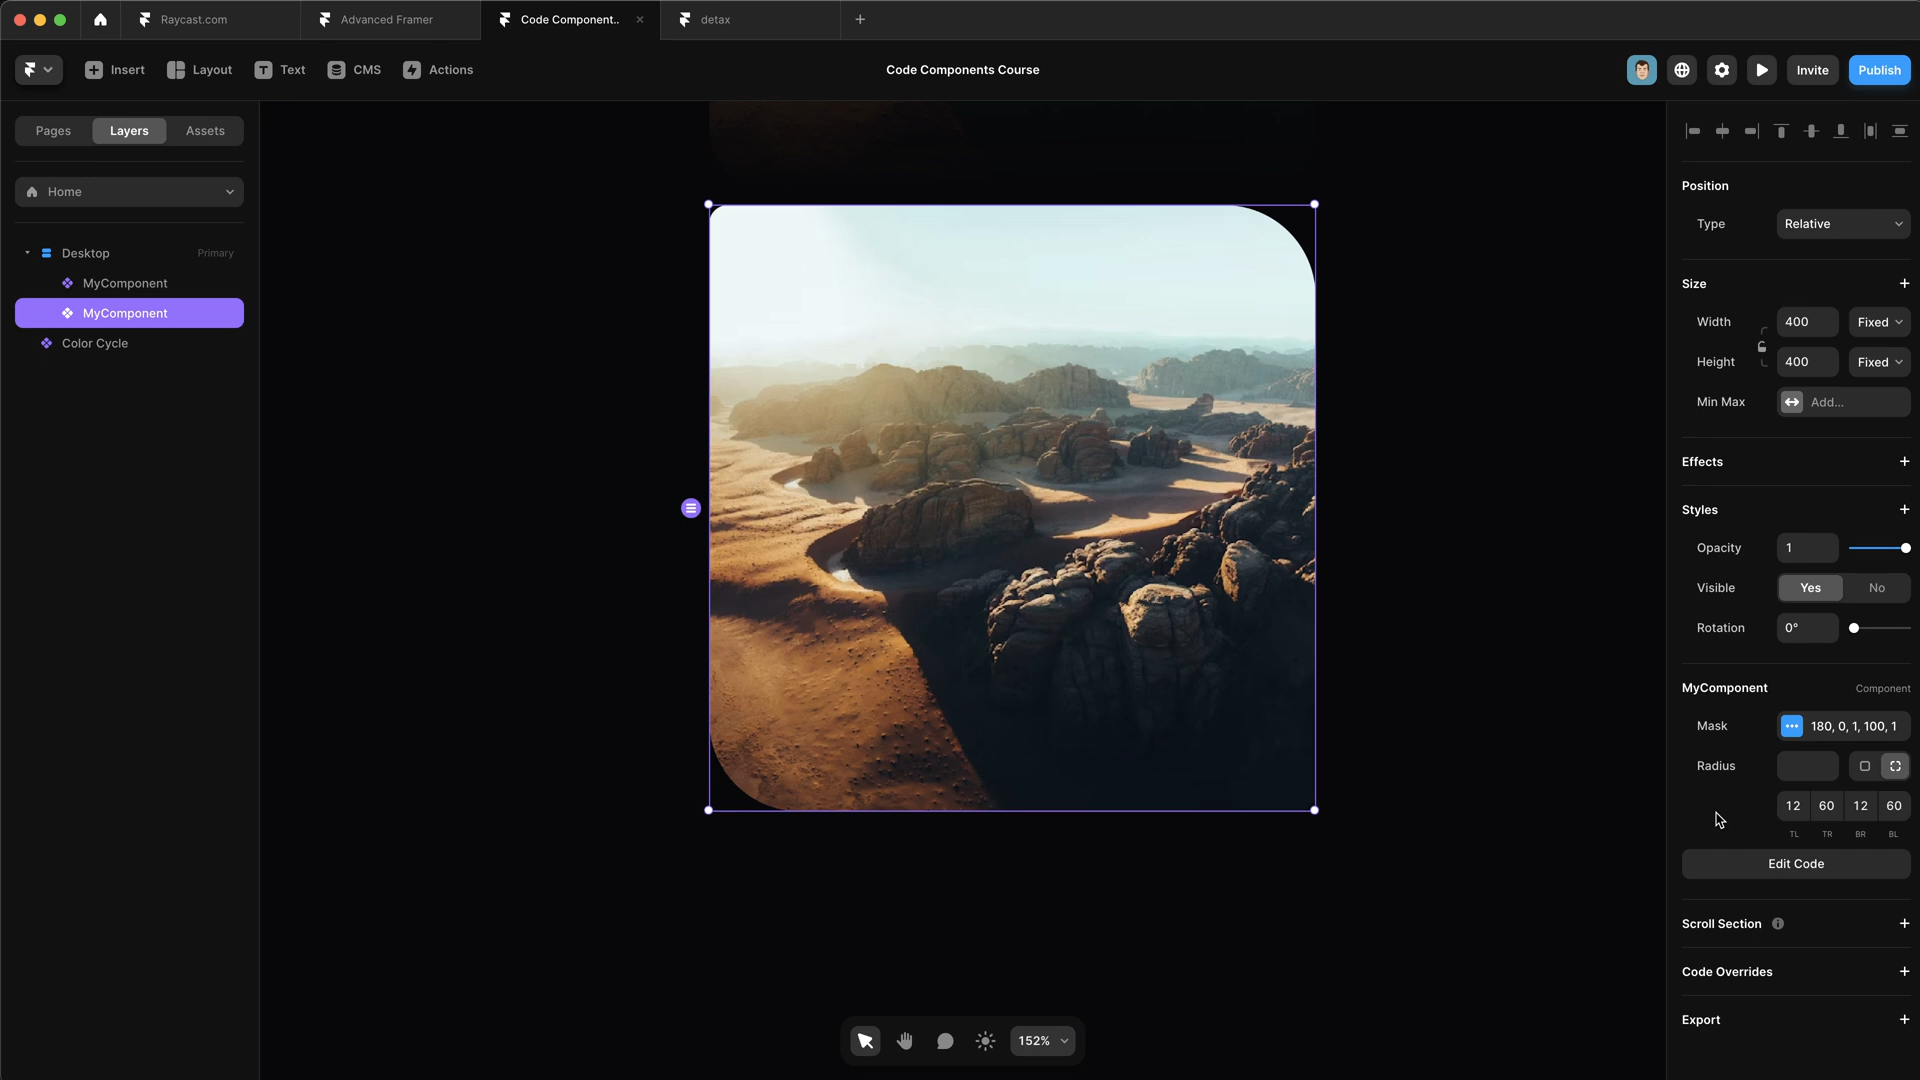 Raycast.com
Advanced Framer
Code Component..
detax
Insert
Layout
Text
CMS
Actions
Code Components Course
Invite
Publish
Pages
Layers
Assets
Home
Desktop
Primary
MyComponent
MyComponent
Color Cycle
Position
Type
Relative
Size
Width
400
Fixed
Height
400
Fixed
Min Max
Add...
Effects
Styles
Opacity
1
Visible
Yes
No
Rotation
0°
MyComponent
Component
Mask
180, 0, 1, 100, 1
Radius
12
60
12
60
TL
TR
BR
BL
Edit Code
Scroll Section
Code Overrides
Export
152%